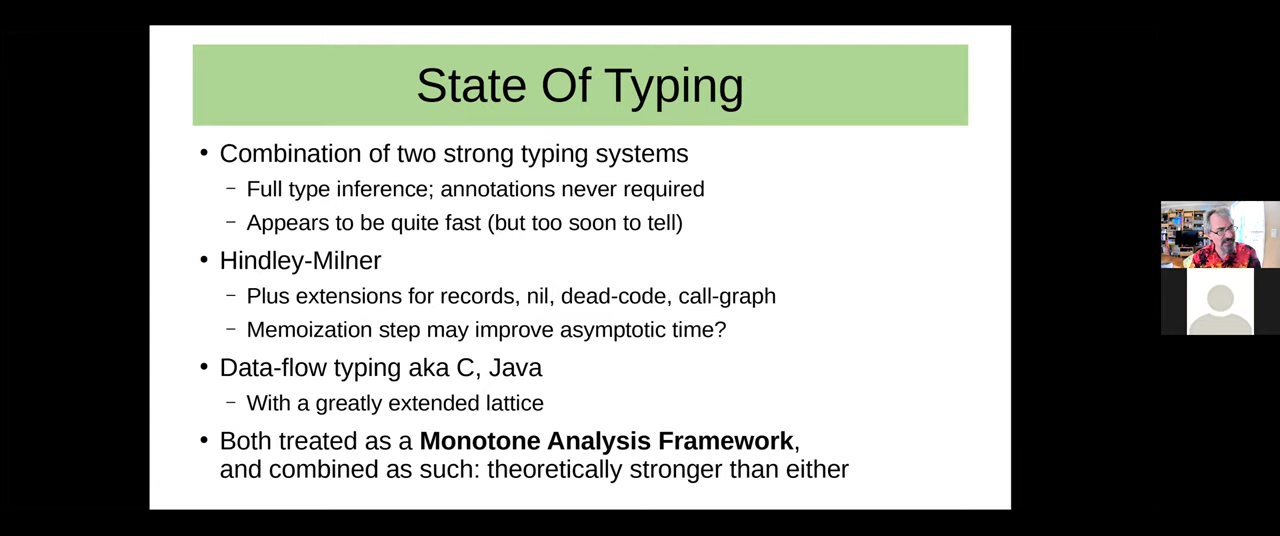 State Of Typing
• Combination of two strong typing systems
– Full type inference; annotations never required
– Appears to be quite fast (but too soon to tell)
• Hindley-Milner
– Plus extensions for records, nil, dead-code, call-graph
– Memoization step may improve asymptotic time?
• Data-flow typing aka C, Java
– With a greatly extended lattice
• Both treated as a Monotone Analysis Framework,
and combined as such: theoretically stronger than either